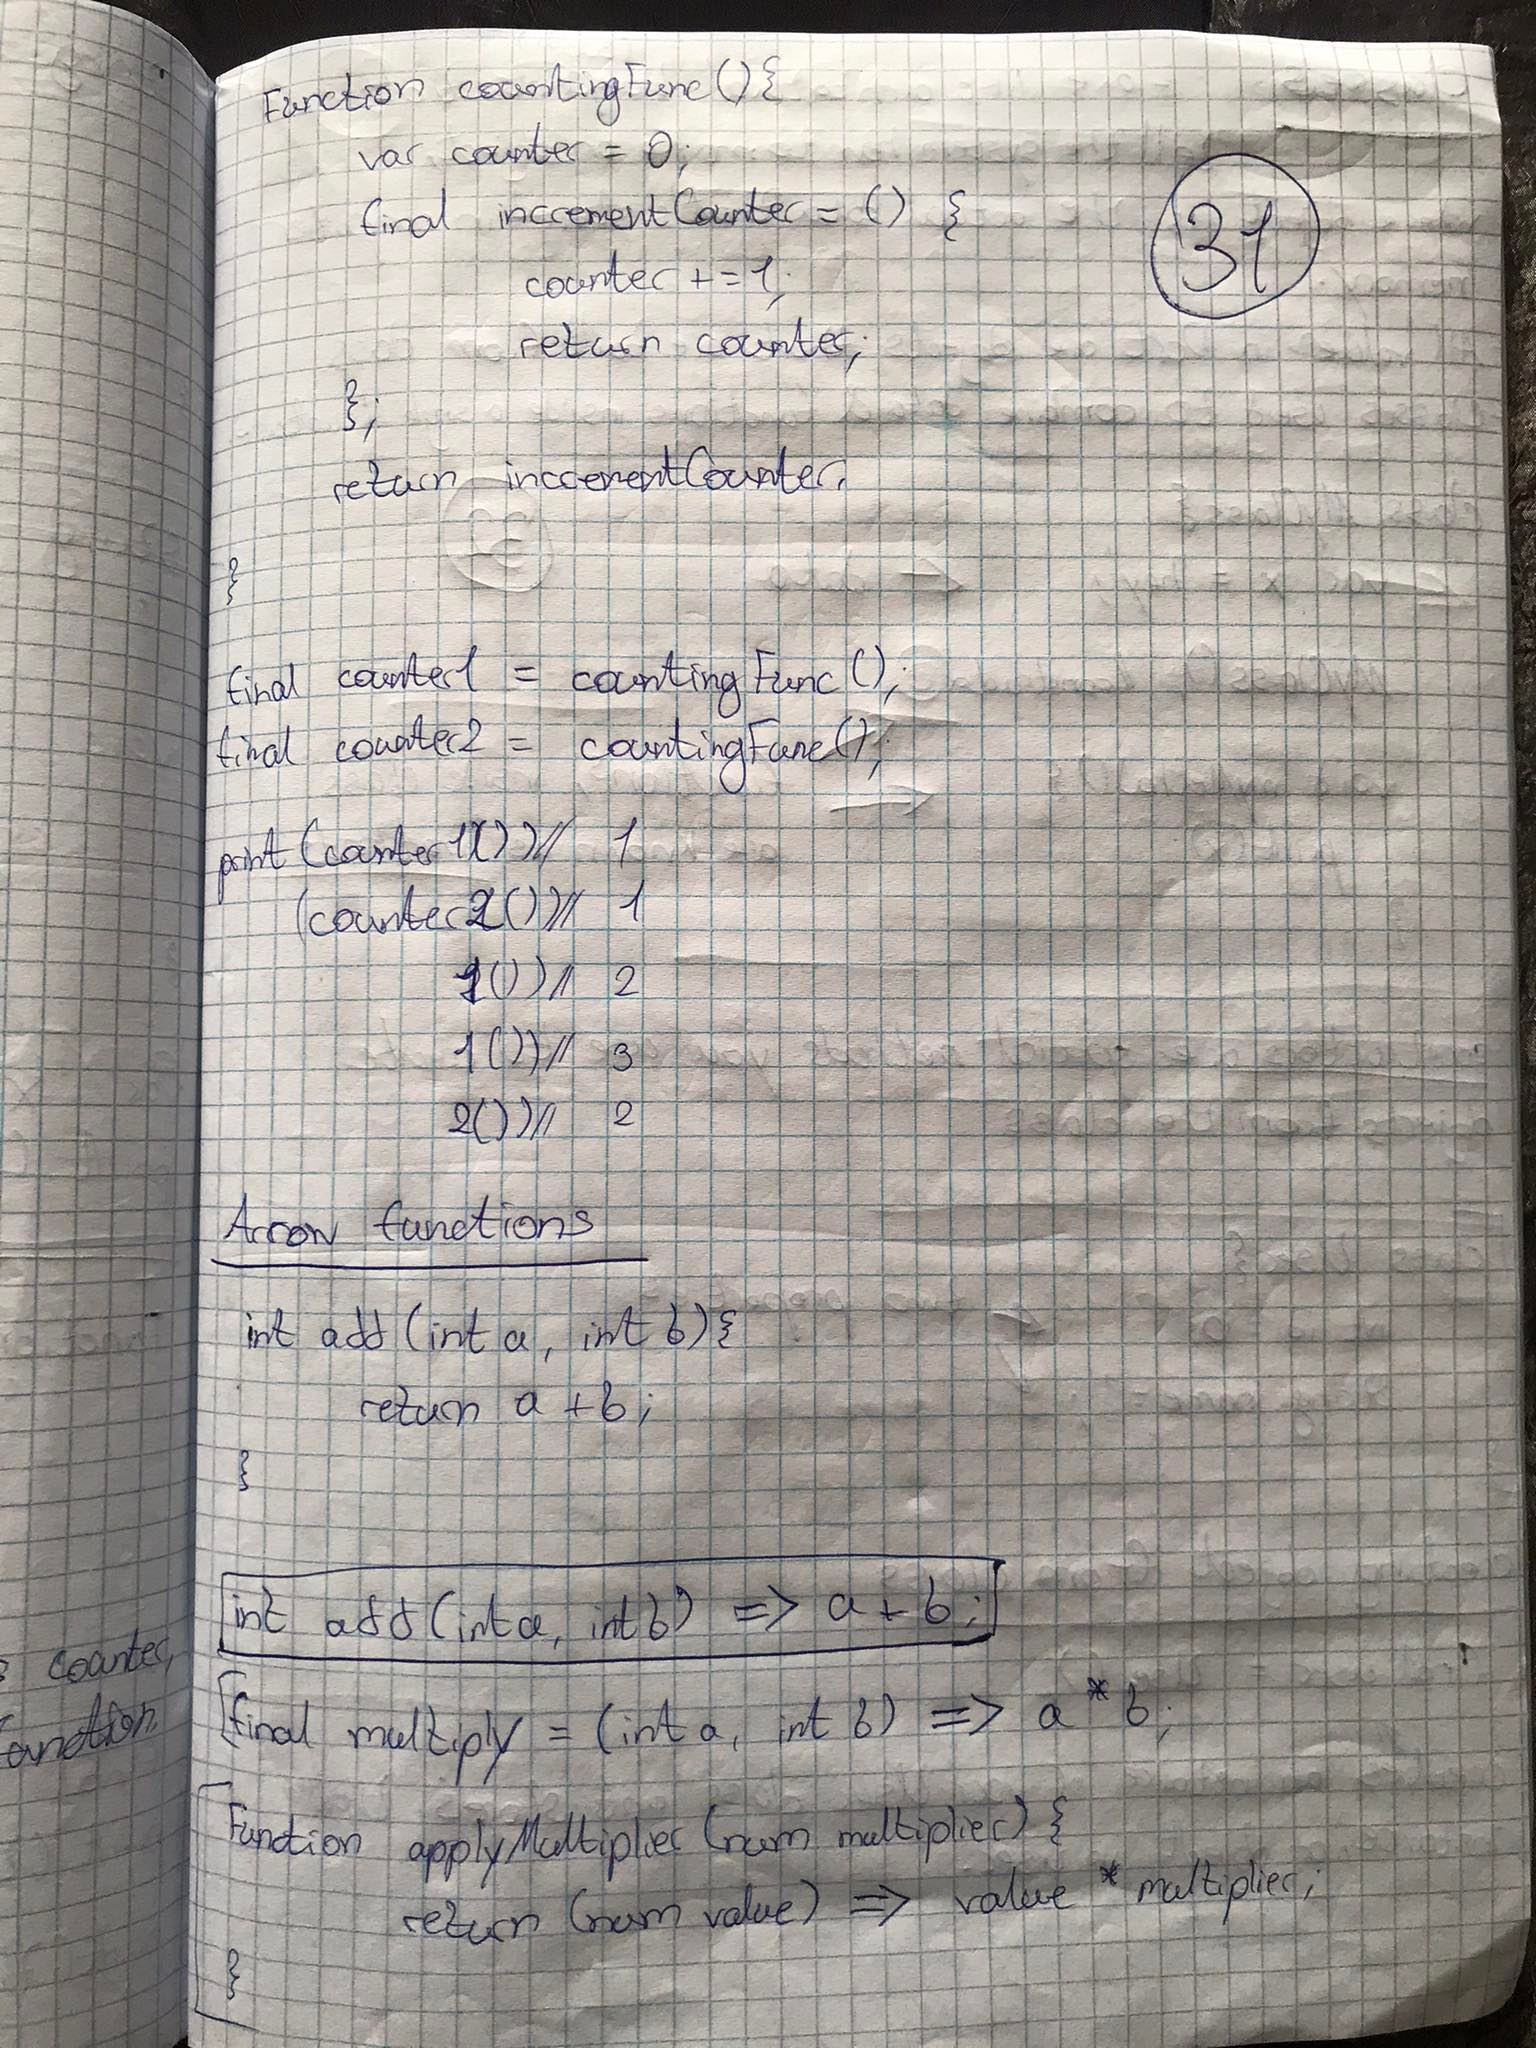 Function countingFunc(){
var counter = 0;
31
final incrementCounter = () {
counter += 1;
return counter;
};
return incrementCounter;
}
final counter1 = countingFunc();
final counter2 = countingFunc();
print (counter1()) // 1
(counter2()) // 1
1()) // 2
1()) // 3
2()) // 2
Arrow functions
int add (int a, int b) {
return a + b;
}
int add (int a, int b) => a + b;
counter,
final multiply = (int a, int b) => a * b;
function
Function applyMultiplier (num multiplier) {
return (num value) => value * multiplier;
}